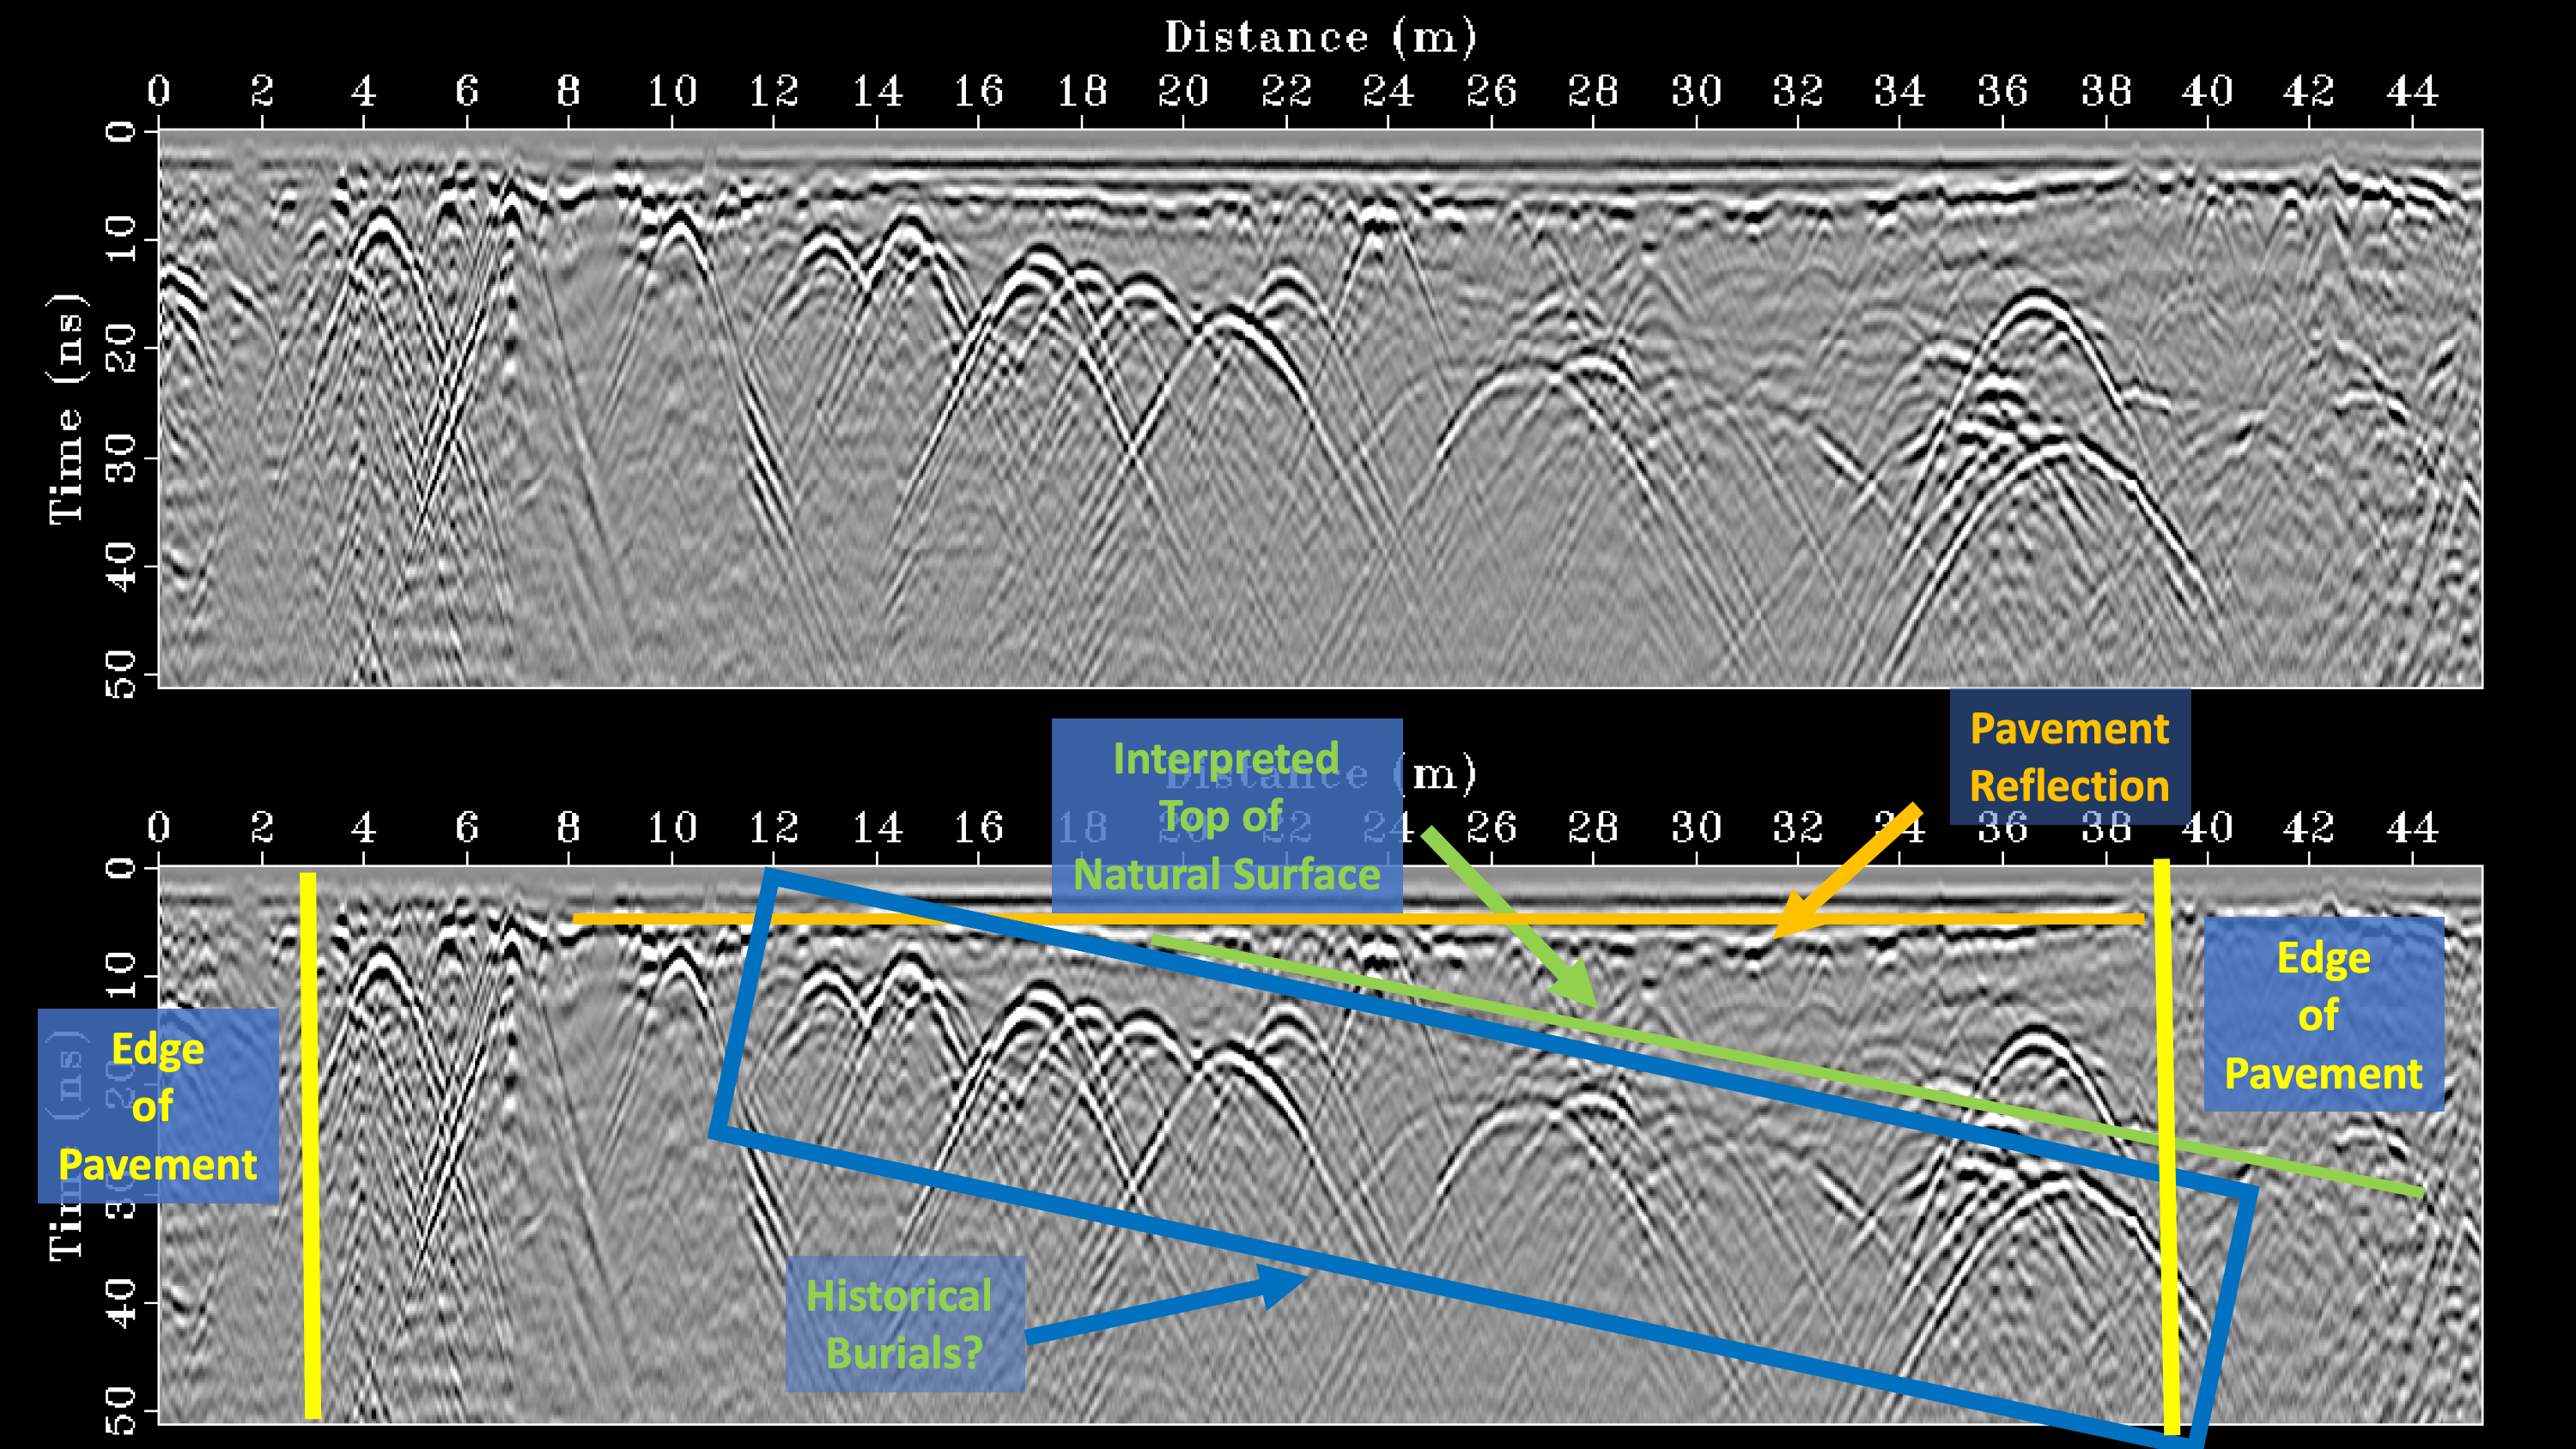 Distance (m)
0 2 4 6 8 10 12 14 16 18 20 22 24 26 28 30 32 34 36 38 40 42 44
0
10
20
30
40
50
Time (ns)
Pavement
Reflection
Interpreted
Top of
Natural Surface
Distance (m)
0 2 4 6 8 10 12 14 16 18 20 22 24 26 28 30 32 34 36 38 40 42 44
0
10
20
30
40
50
Time (ns)
Edge
of
Pavement
Edge
of
Pavement
Historical
Burials?